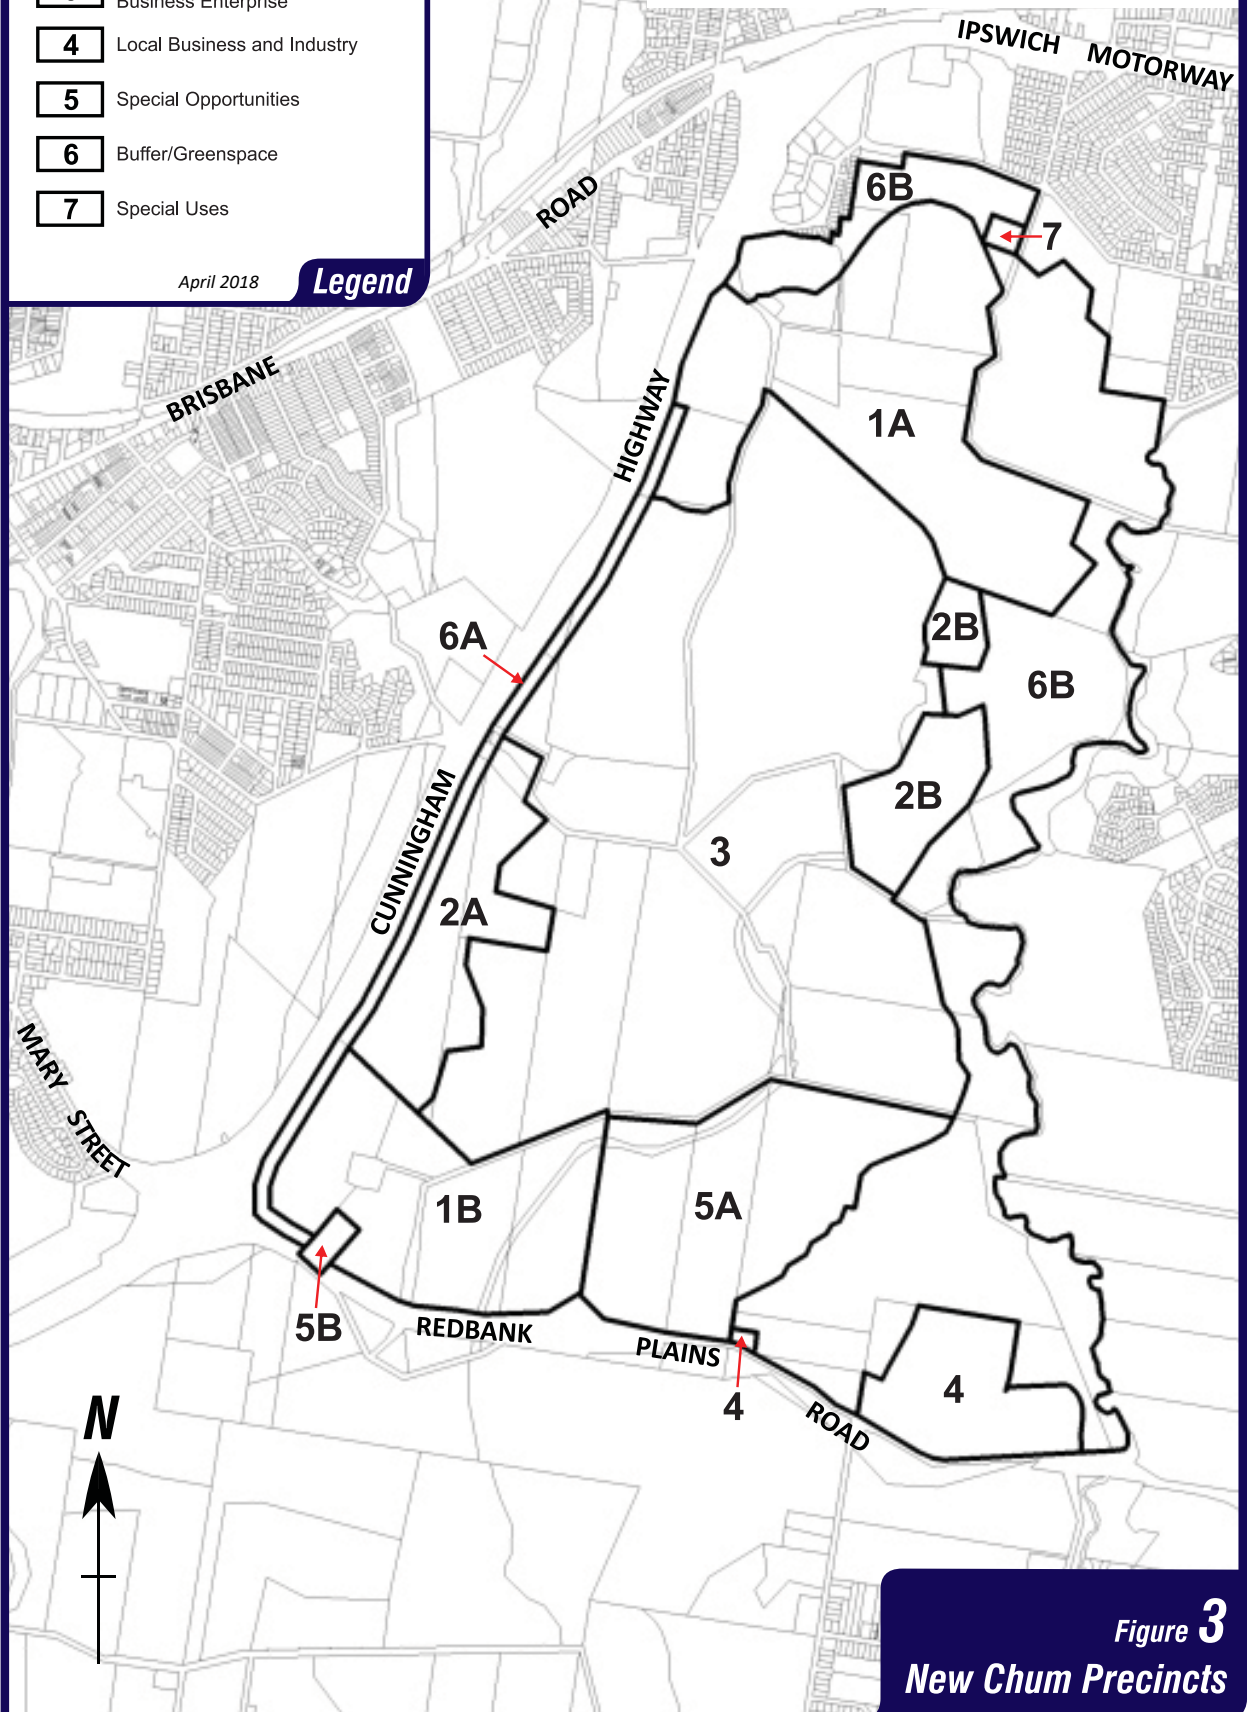 Business Enterprise
4 Local Business and Industry
5 Special Opportunities
6 Buffer/Greenspace
7 Special Uses
April 2018
Legend
IPSWICH MOTORWAY
BRISBANE ROAD
CUNNINGHAM HIGHWAY
MARY STREET
REDBANK PLAINS ROAD
6B
7
1A
2B
6A
6B
2B
3
2A
1B
5A
5B
4
4
N
Figure 3
New Chum Precincts